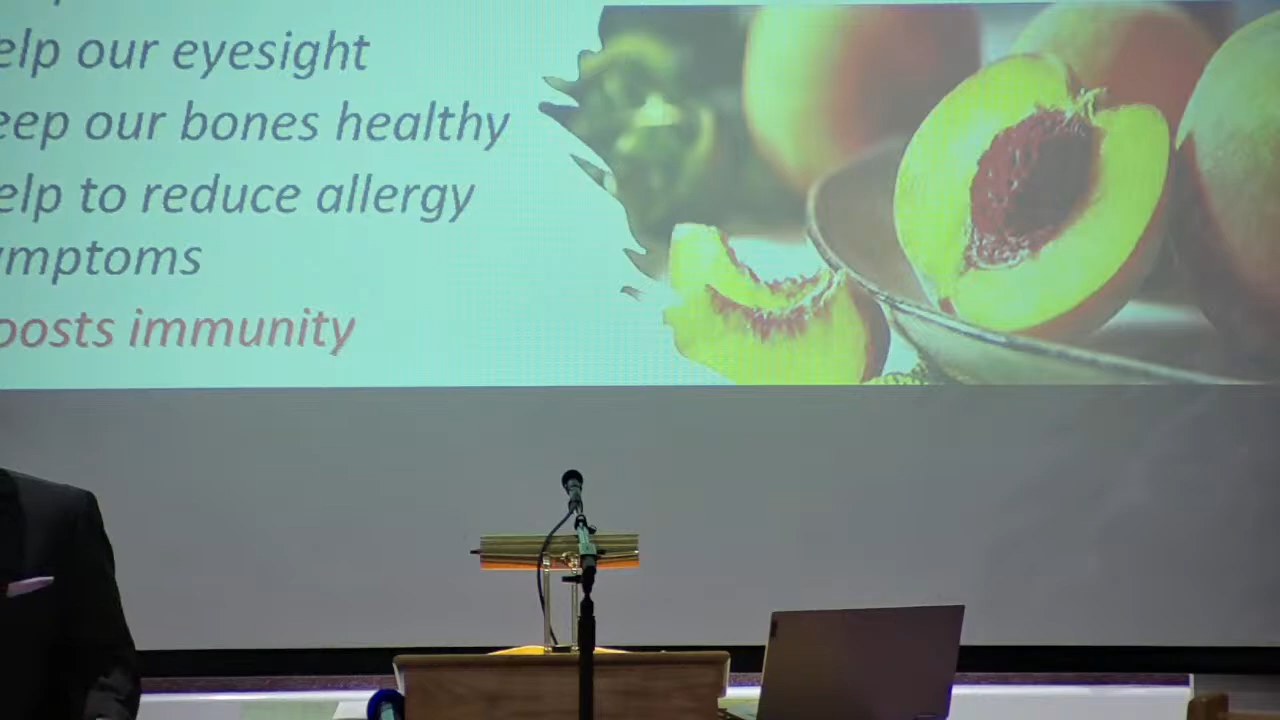 elp our eyesight
eep our bones healthy
elp to reduce allergy
mptoms
oosts immunity